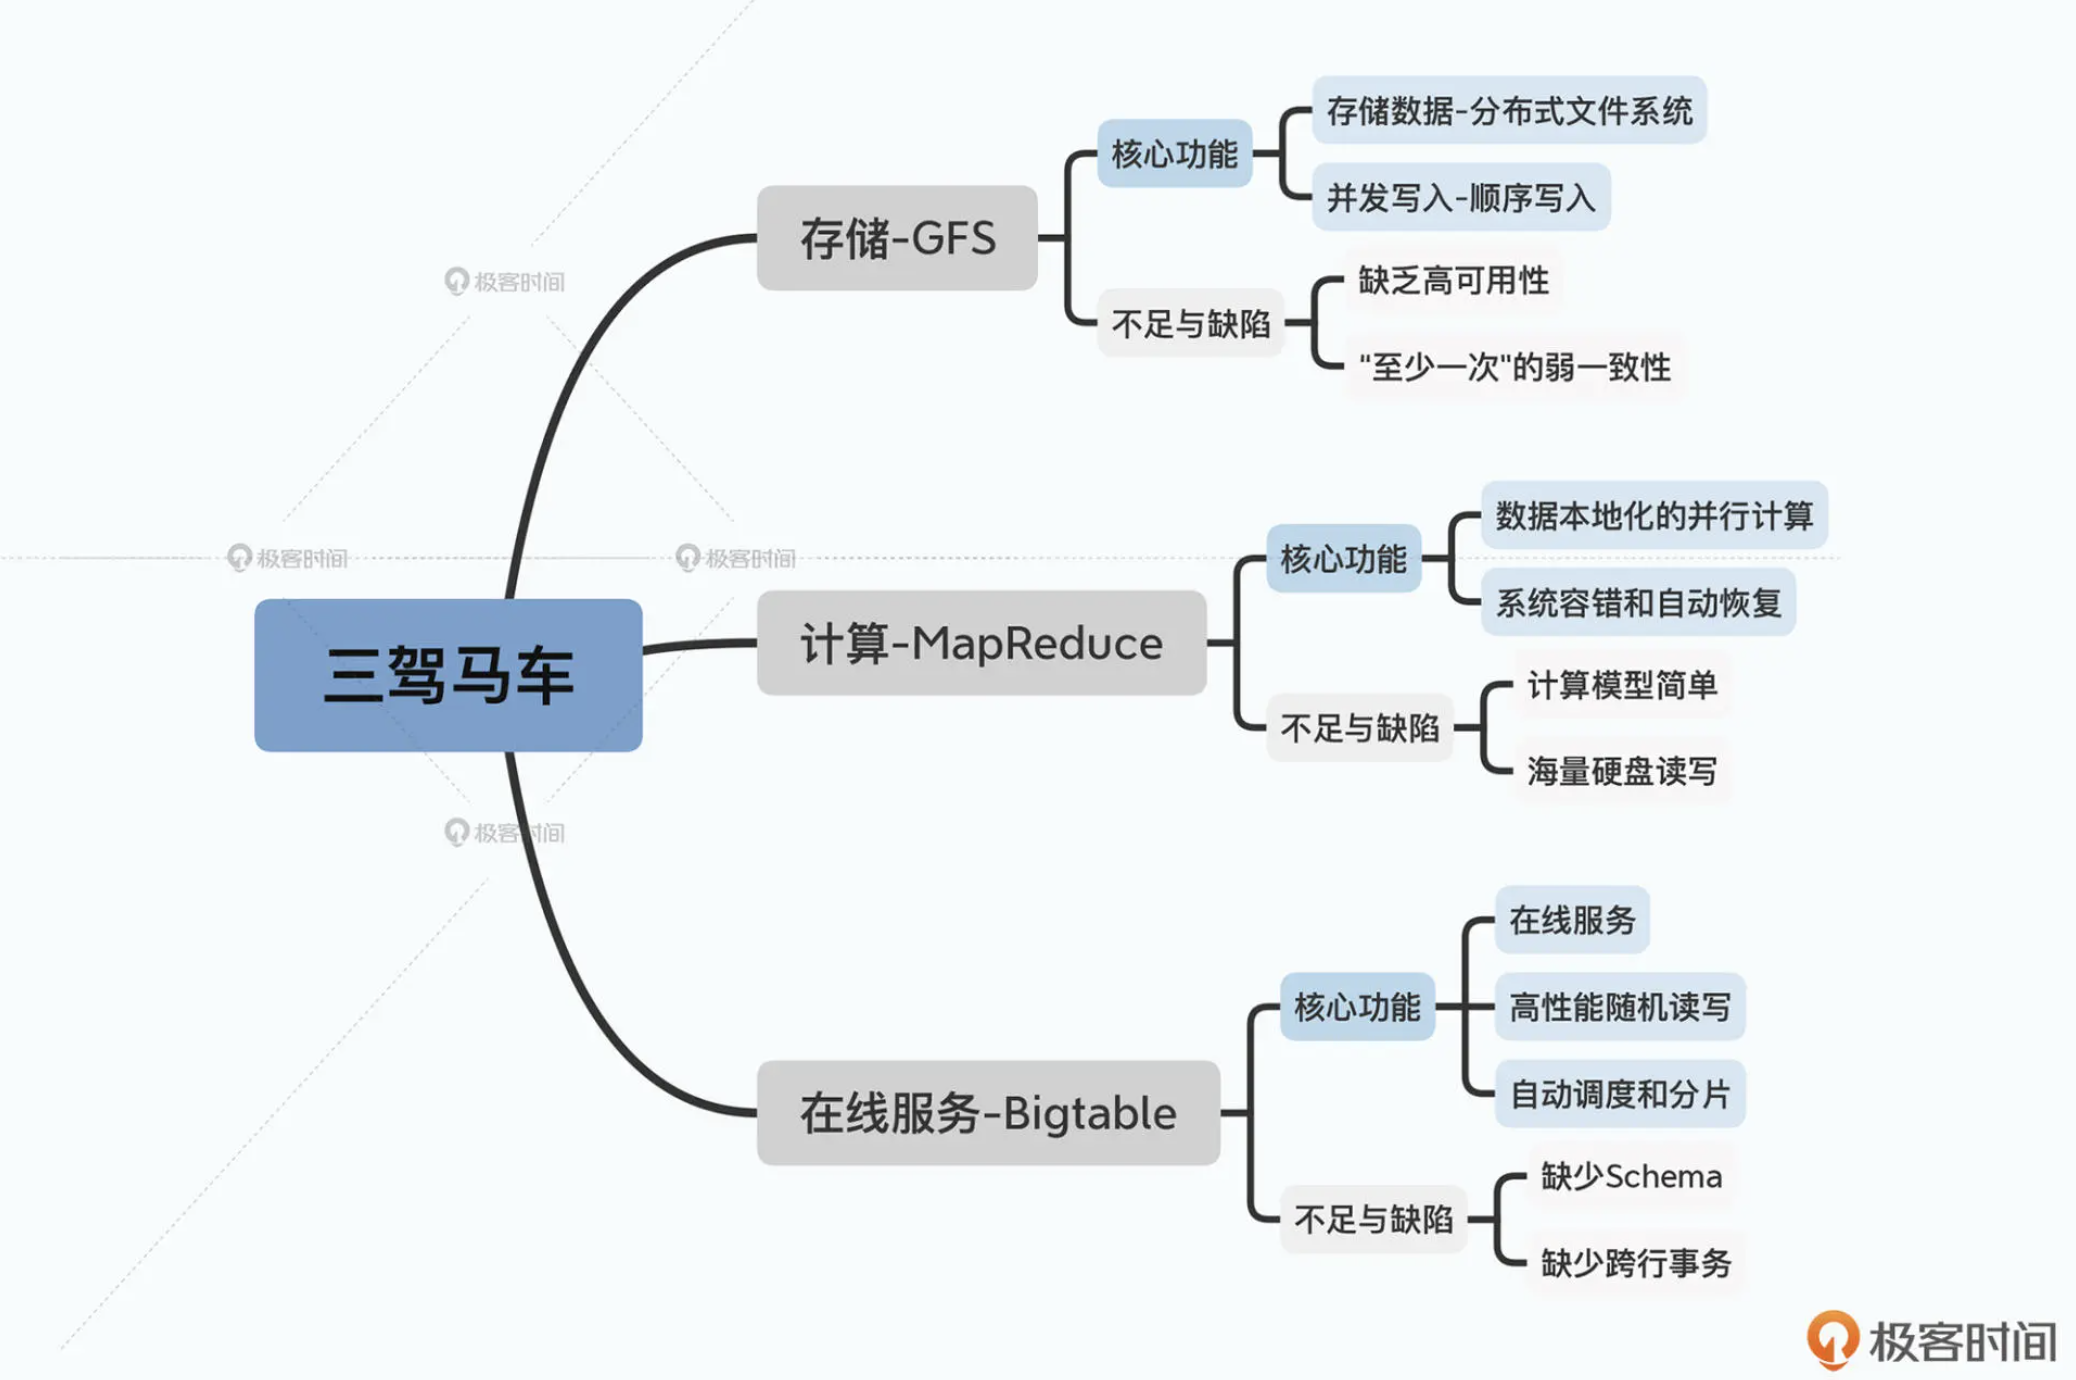 三驾马车
存储-GFS
核心功能
存储数据-分布式文件系统
并发写入-顺序写入
不足与缺陷
缺乏高可用性
“至少一次"的弱一致性
计算-MapReduce
核心功能
数据本地化的并行计算
系统容错和自动恢复
不足与缺陷
计算模型简单
海量硬盘读写
在线服务-Bigtable
核心功能
在线服务
高性能随机读写
自动调度和分片
不足与缺陷
缺少Schema
缺少跨行事务
极客时间
极客时间
极客时间
极客时间
极客时间